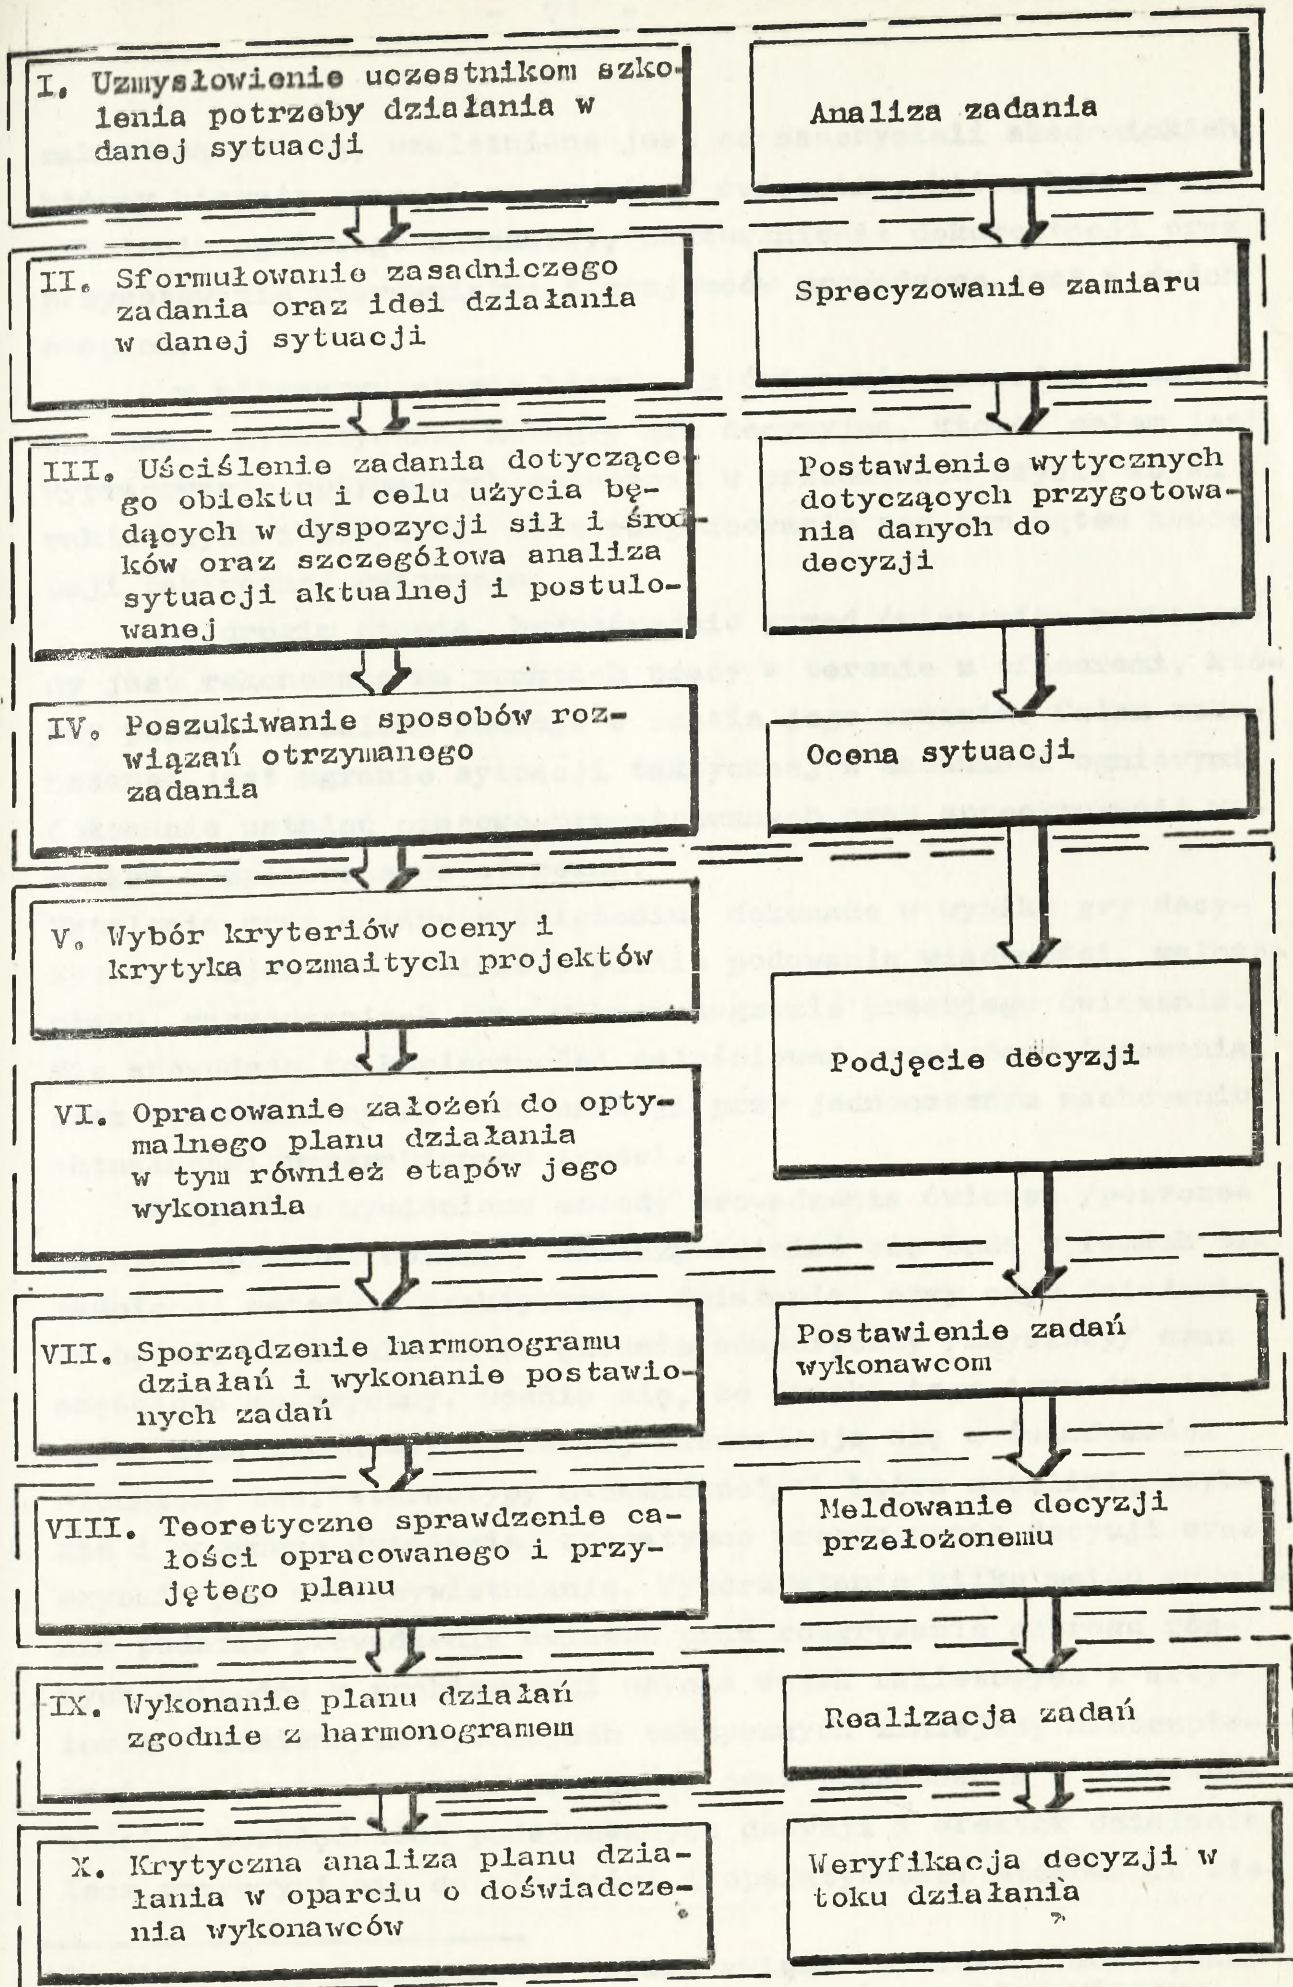 I. Uzmysłowienie uczestnikom szko-
lenia potrzeby działania w
danej sytuacji
Analiza zadania
II. Sformułowanie zasadniczego
zadania oraz idei działania
w danej sytuacji
Sprecyzowanie zamiaru
III. Uściślenie zadania dotyczące-
go obiektu i celu użycia bę-
dących w dyspozycji sił i środ-
ków oraz szczegółowa analiza
sytuacji aktualnej i postulo-
wanej
Postawienie wytycznych
dotyczących przygotowa-
nia danych do
decyzji
IV. Poszukiwanie sposobów roz-
wiązań otrzymanego
zadania
Ocena sytuacji
V. Wybór kryteriów oceny i
krytyka rozmaitych projektów
VI. Opracowanie założeń do opty-
malnego planu działania
w tym również etapów jego
wykonania
Podjęcie decyzji
VII. Sporządzenie harmonogramu
działań i wykonanie postawio-
nych zadań
Postawienie zadań
wykonawcom
VIII. Teoretyczne sprawdzenie ca-
łości opracowanego i przy-
jętego planu
Meldowanie decyzji
przełożonemu
IX. Wykonanie planu działań
zgodnie z harmonogramem
Realizacja zadań
X. Krytyczna analiza planu dzia-
łania w oparciu o doświadcze-
nia wykonawców
Weryfikacja decyzji w
toku działania